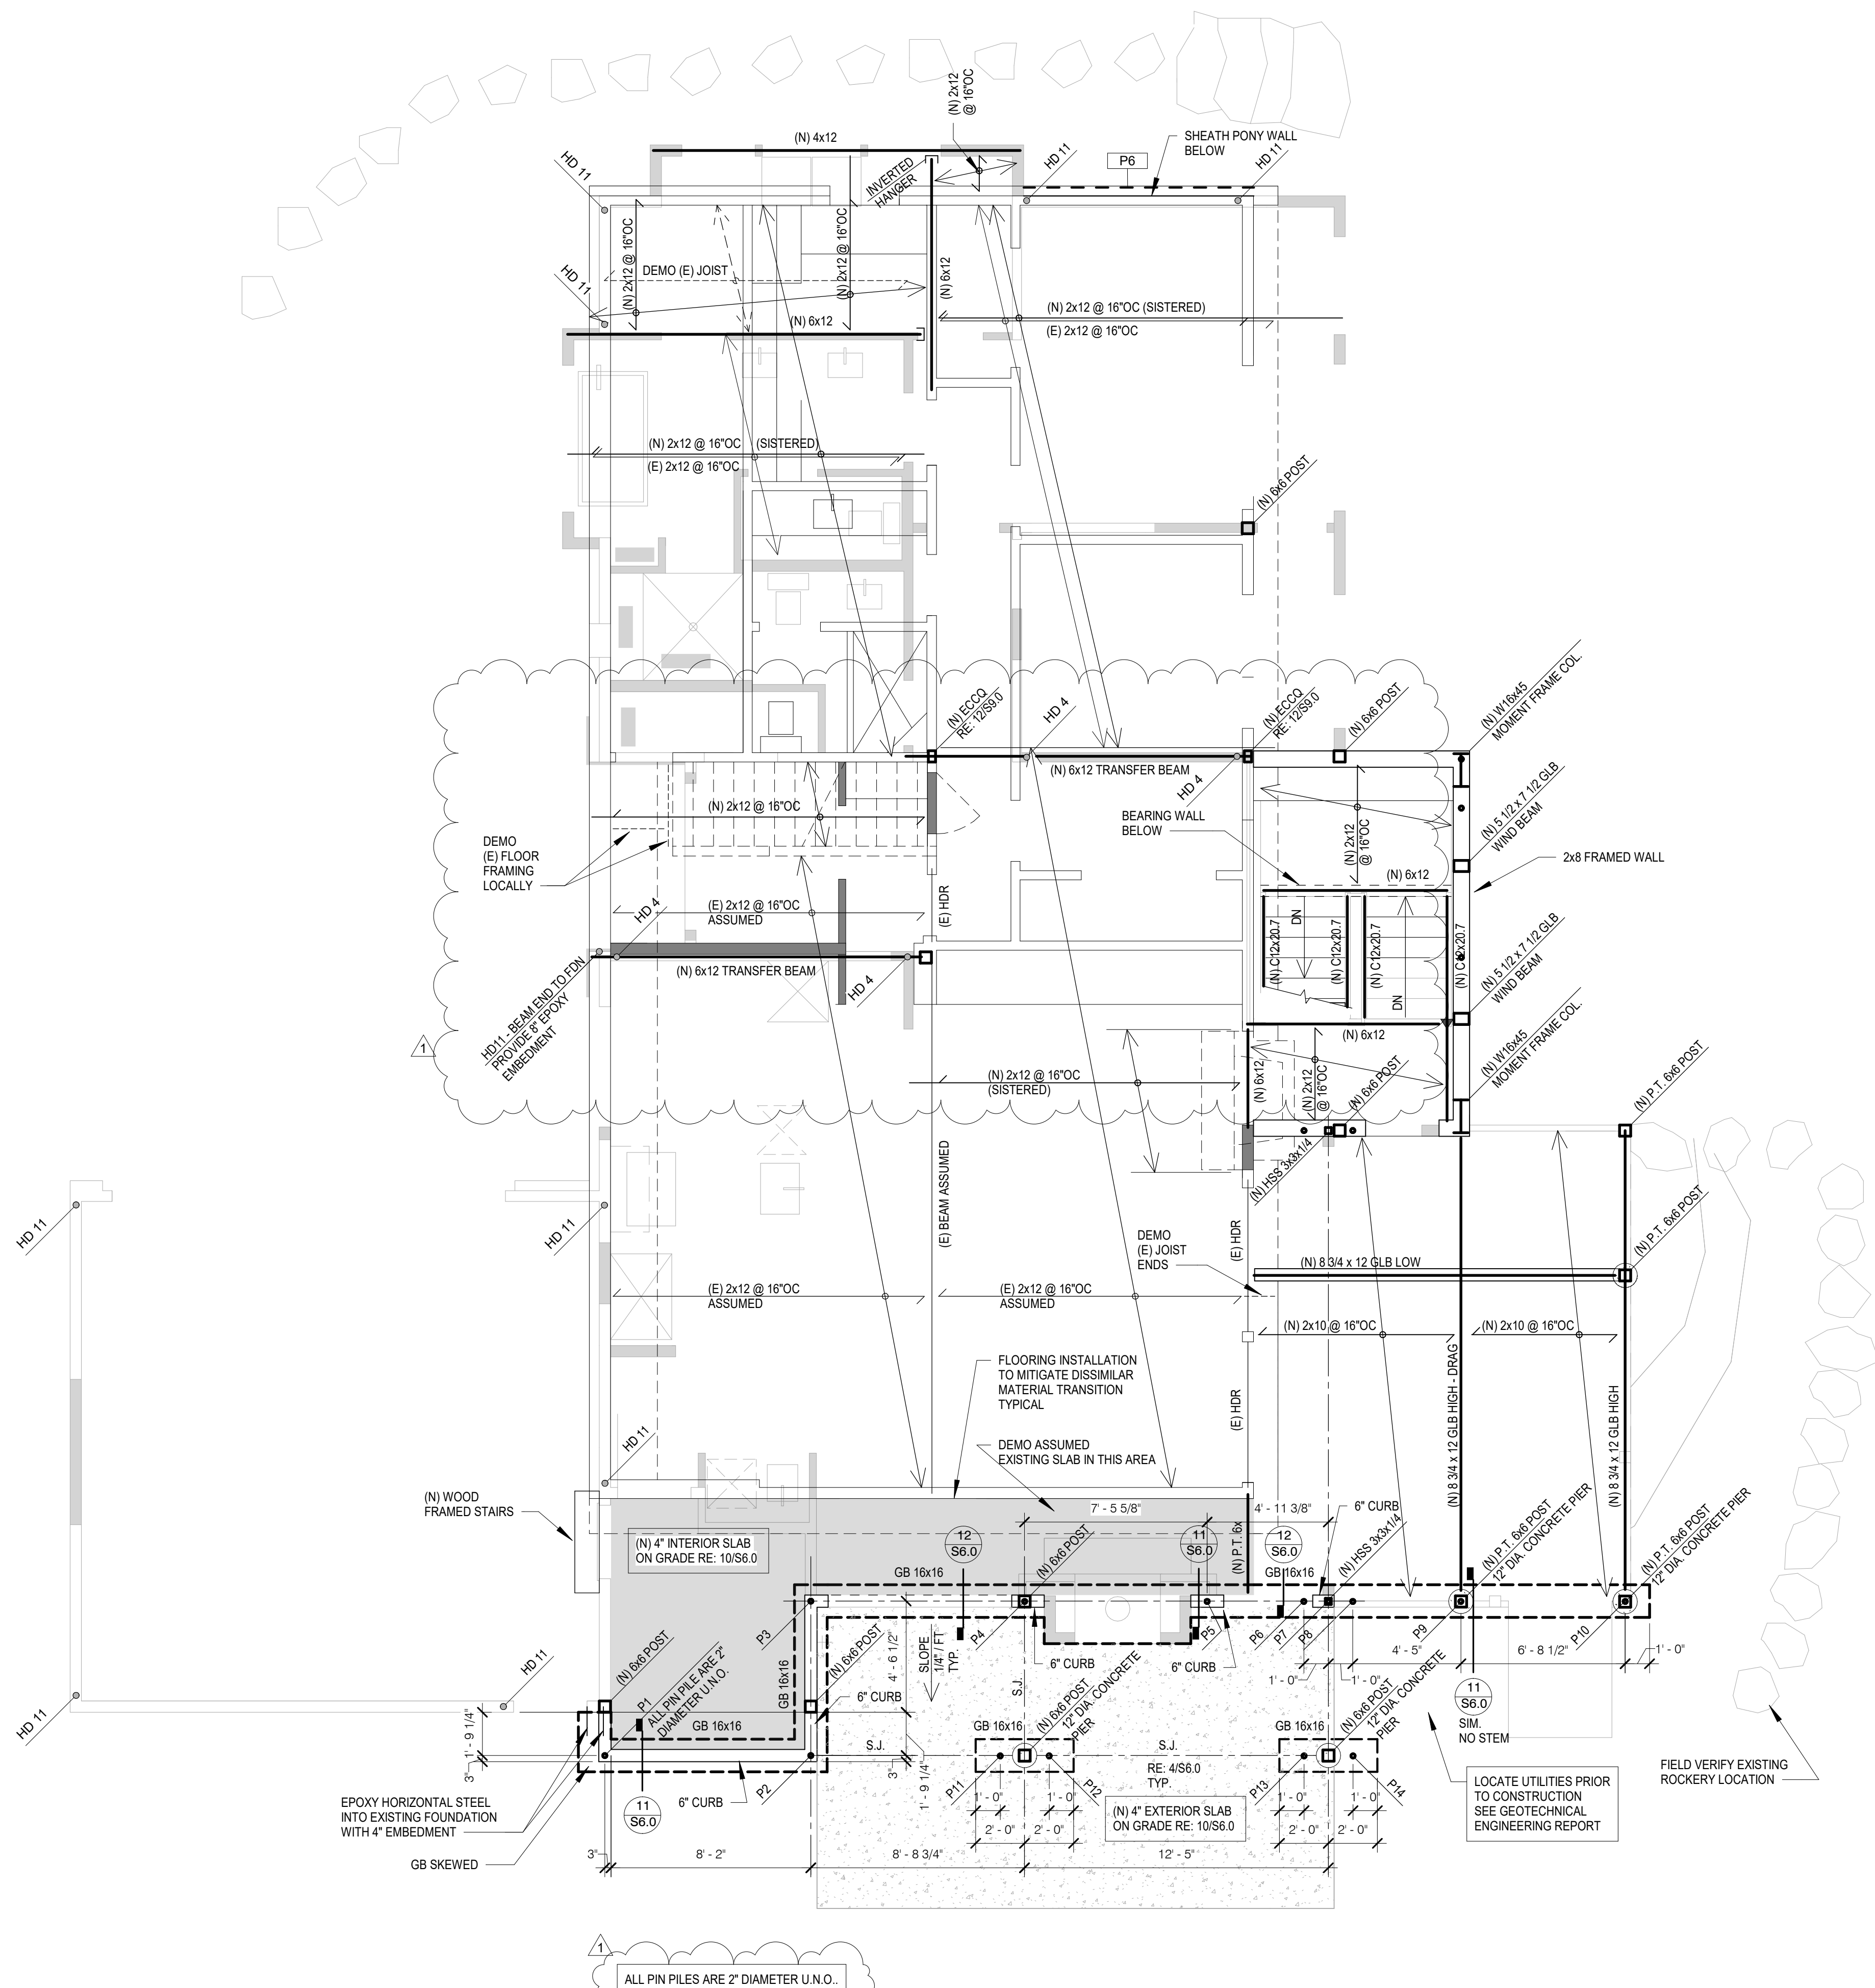 (N) 2x12
@ 16"OC
(N) 4x12
SHEATH PONY WALL
BELOW
P6
HD 11
HD 11
HD 11
INVERTED
HANGER
(N) 2x12 @ 16"OC
(N) 2x12 @ 16"OC
DEMO (E) JOIST
HD 11
(N) 6x12
(N) 6x12
(N) 2x12 @ 16"OC (SISTERED)
(E) 2x12 @ 16"OC
(N) 2x12 @ 16"OC (SISTERED)
(E) 2x12 @ 16"OC
(N) 6x6 POST
(N) ECCQ
RE: 12/S9.0
HD 4
(N) ECCQ
RE: 12/S9.0
(N) 6x6 POST
(N) W16x45
MOMENT FRAME COL.
(N) 6x12 TRANSFER BEAM
HD 4
(N) 2x12 @ 16"OC
BEARING WALL
BELOW
(N) 2x12
@ 16"OC
(N) 5 1/2 x 7 1/2 GLB
WIND BEAM
2x8 FRAMED WALL
DEMO
(E) FLOOR
FRAMING
LOCALLY
(N) 6x12
(E) 2x12 @ 16"OC
ASSUMED
HD 4
(E) HDR
DN
(N) C12x20.7
(N) C12x20.7
(N) C12x20.7
DN
(N) C12x20.7
(N) 6x12 TRANSFER BEAM
HD 4
HD11 - BEAM END TO FDN
PROVIDE 8" EPOXY
EMBEDMENT
(N) 5 1/2 x 7 1/2 GLB
WIND BEAM
1
(N) 6x12
(N) 2x12 @ 16"OC
(SISTERED)
(N) 6x12
(N) 2x12
@ 16"OC
(N) 6x6 POST
(N) W16x45
MOMENT FRAME COL.
(N) P.T. 6x6 POST
(N) HSS 3x3x1/4
HD 11
HD 11
(E) BEAM ASSUMED
(E) HDR
DEMO
(E) JOIST
ENDS
(N) P.T. 6x6 POST
(N) 8 3/4 x 12 GLB LOW
(E) 2x12 @ 16"OC
ASSUMED
(E) 2x12 @ 16"OC
ASSUMED
(N) 2x10 @ 16"OC
(N) 2x10 @ 16"OC
FLOORING INSTALLATION
TO MITIGATE DISSIMILAR
MATERIAL TRANSITION
TYPICAL
(E) HDR
(N) 8 3/4 x 12 GLB HIGH - DRAG
(N) 8 3/4 x 12 GLB HIGH
HD 11
DEMO ASSUMED
EXISTING SLAB IN THIS AREA
(N) WOOD
FRAMED STAIRS
7' - 5 5/8"
4' - 11 3/8"
6" CURB
(N) 4" INTERIOR SLAB
ON GRADE RE: 10/S6.0
12
S6.0
(N) 6x6 POST
11
S6.0
(N) P.T. 6x
12
S6.0
(N) HSS 3x3x1/4
(N) P.T. 6x6 POST
12" DIA. CONCRETE PIER
(N) P.T. 6x6 POST
12" DIA. CONCRETE PIER
GB 16x16
GB 16x16
P3
P4
P5
P6
P7
P8
P9
P10
4' - 5"
6' - 8 1/2"
1' - 0"
1' - 0"
1' - 0"
6" CURB
6" CURB
(N) 6x6 POST
P1
ALL PIN PILE ARE 2"
DIAMETER U.N.O.
GB 16x16
(N) 6x6 POST
4' - 6 1/2"
SLOPE
1/4" / FT
TYP.
S.J.
HD 11
HD 11
6" CURB
GB 16x16
1' - 9 1/4"
3"
S.J.
3"
1' - 9 1/4"
GB 16x16
(N) 6x6 POST
12" DIA. CONCRETE
PIER
S.J.
RE: 4/S6.0
TYP.
GB 16x16
(N) 6x6 POST
12" DIA. CONCRETE
PIER
11
S6.0
SIM.
NO STEM
P2
P11
P12
P13
P14
FIELD VERIFY EXISTING
ROCKERY LOCATION
LOCATE UTILITIES PRIOR
TO CONSTRUCTION
SEE GEOTECHNICAL
ENGINEERING REPORT
EPOXY HORIZONTAL STEEL
INTO EXISTING FOUNDATION
WITH 4" EMBEDMENT
11
S6.0
6" CURB
1' - 0"
1' - 0"
2' - 0"
2' - 0"
(N) 4" EXTERIOR SLAB
ON GRADE RE: 10/S6.0
1' - 0"
1' - 0"
2' - 0"
2' - 0"
GB SKEWED
3"
8' - 2"
8' - 8 3/4"
12' - 5"
1
ALL PIN PILES ARE 2" DIAMETER U.N.O..